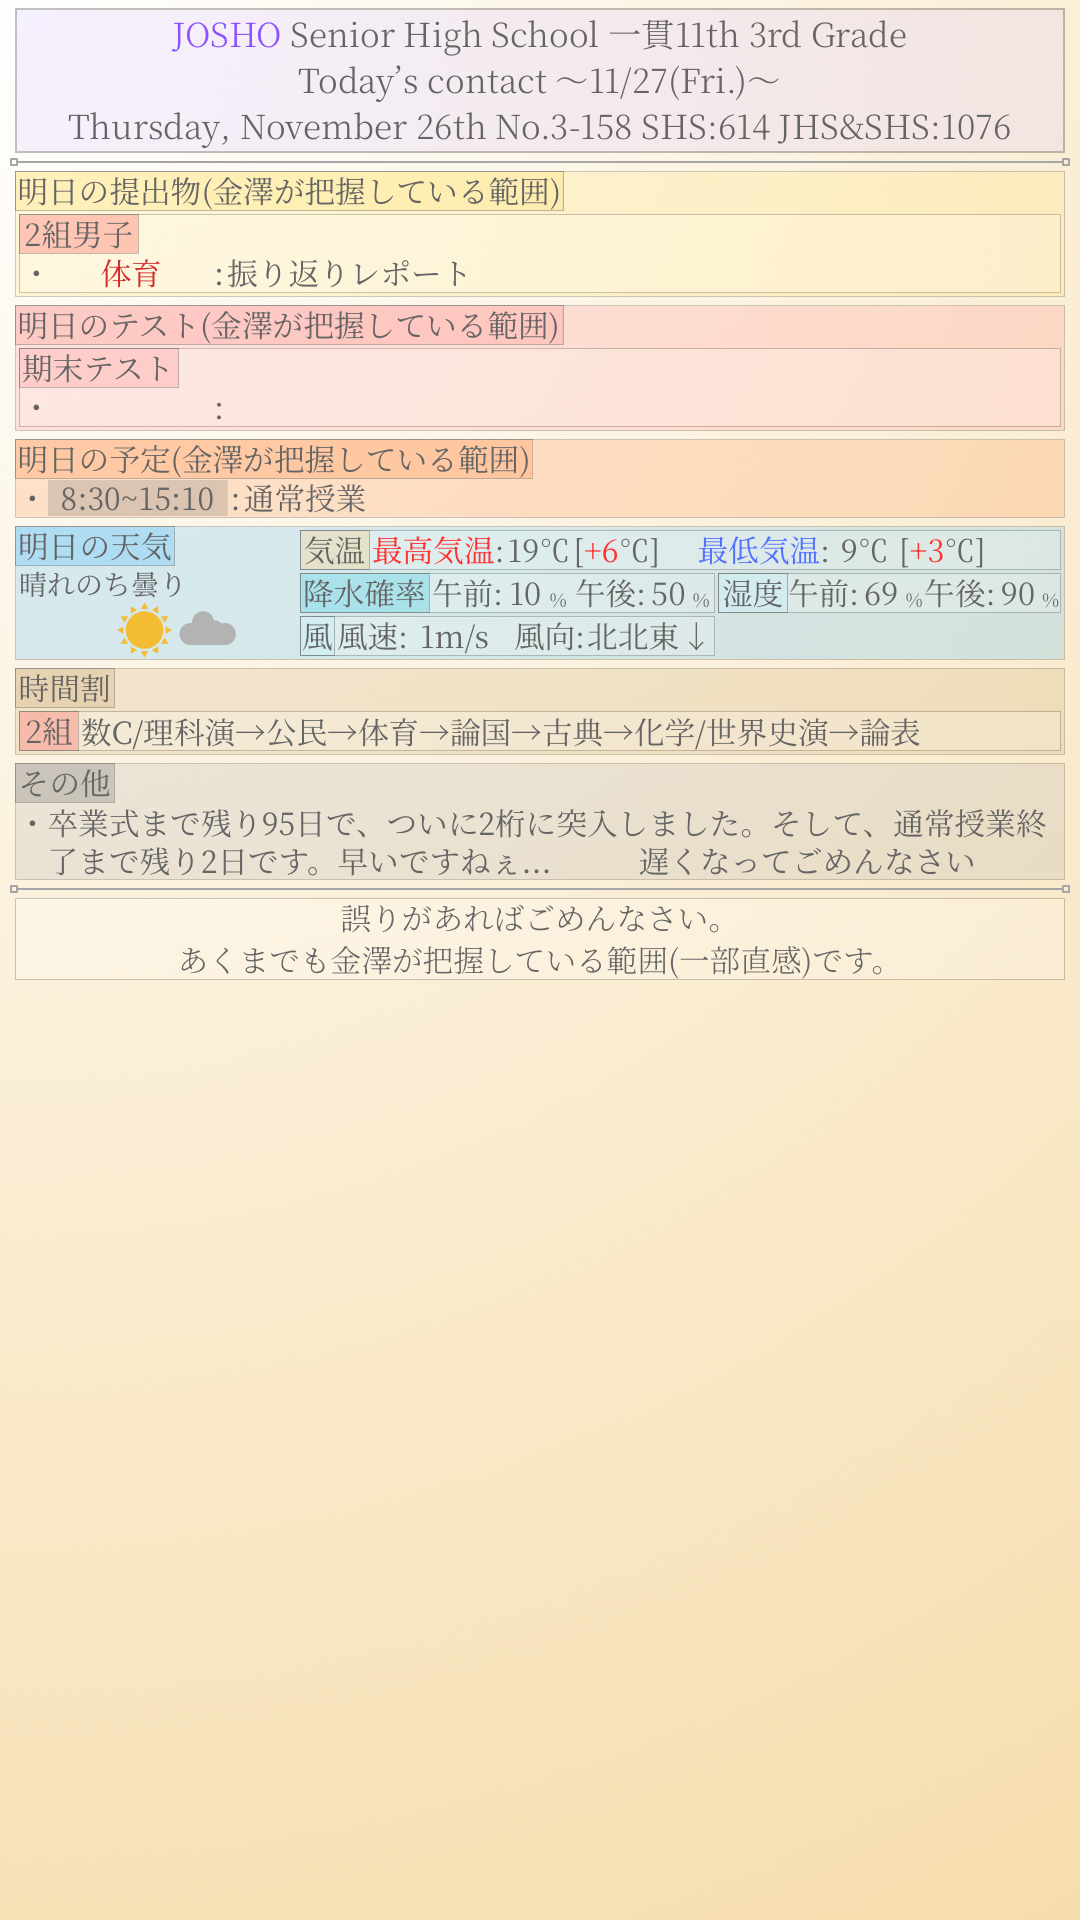 JOSHO Senior High School 一貫11th 3rd Grade
Today’s contact 〜11/27(Fri.)〜
Thursday, November 26th No.3-158 SHS:614 JHS&SHS:1076
明日の提出物(金澤が把握している範囲)
2組男子
・ 体育 :振り返りレポート
明日のテスト(金澤が把握している範囲)
期末テスト
・ :
明日の予定(金澤が把握している範囲)
・ 8:30~15:10 :通常授業
明日の天気
晴れのち曇り
気温 最高気温:19℃[+6℃] 最低気温: 9℃ [+3℃]
降水確率 午前: 10 % 午後: 50 % 湿度 午前: 69 % 午後: 90 %
風 風速: 1m/s 風向:北北東↓
時間割
2組 数C/理科演→公民→体育→論国→古典→化学/世界史演→論表
その他
・卒業式まで残り95日で、ついに2桁に突入しました。そして、通常授業終
了まで残り2日です。早いですねぇ… 遅くなってごめんなさい
誤りがあればごめんなさい。
あくまでも金澤が把握している範囲(一部直感)です。